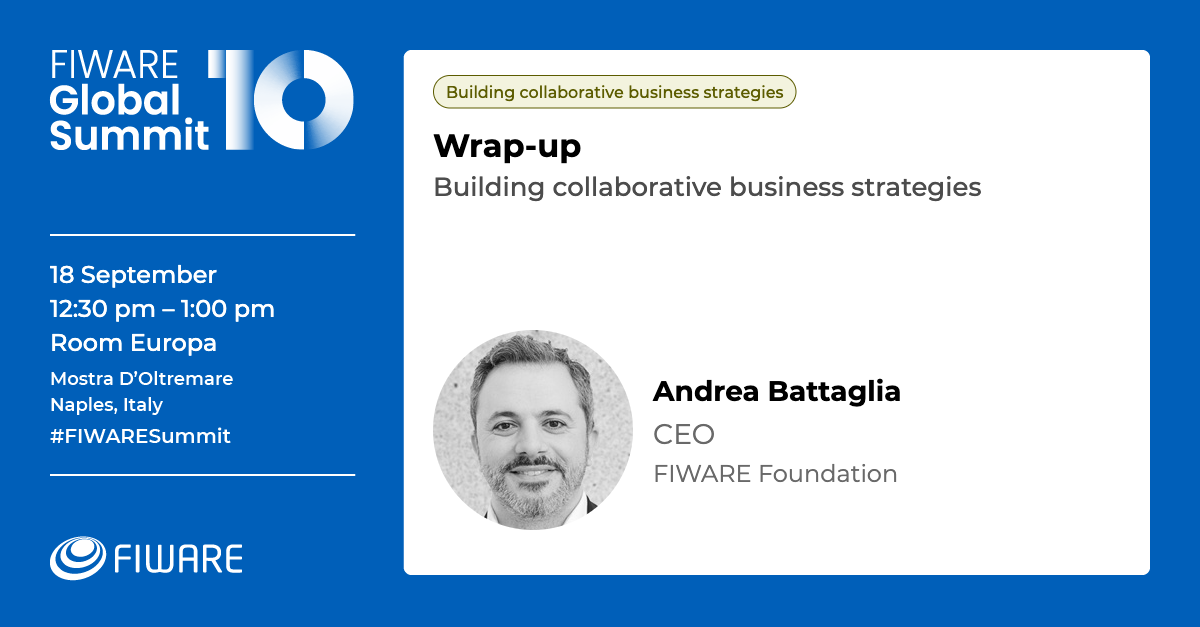 FIWARE
Global
Summit
10
18 September
12:30 pm – 1:00 pm
Room Europa
Mostra D’Oltremare
Naples, Italy
#FIWARESummit
FIWARE
Building collaborative business strategies
Wrap-up
Building collaborative business strategies
Andrea Battaglia
CEO
FIWARE Foundation